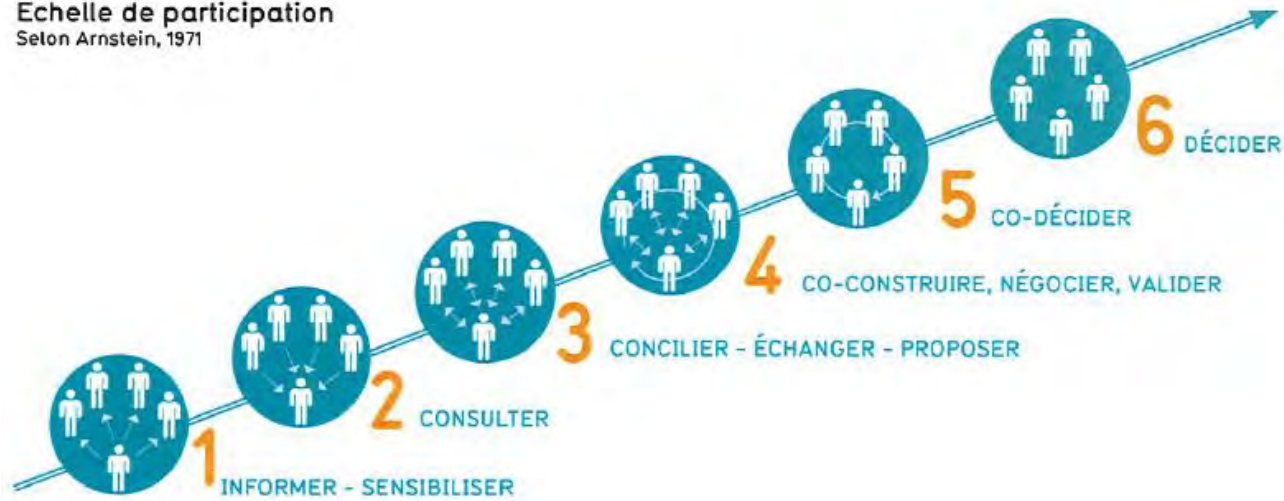 Echelle de participation
Selon Arnstein, 1971
6 DÉCIDER
5 CO-DÉCIDER
4 CO-CONSTRUIRE, NÉGOCIER, VALIDER
3 CONCILIER - ÉCHANGER - PROPOSER
2 CONSULTER
1 INFORMER - SENSIBILISER